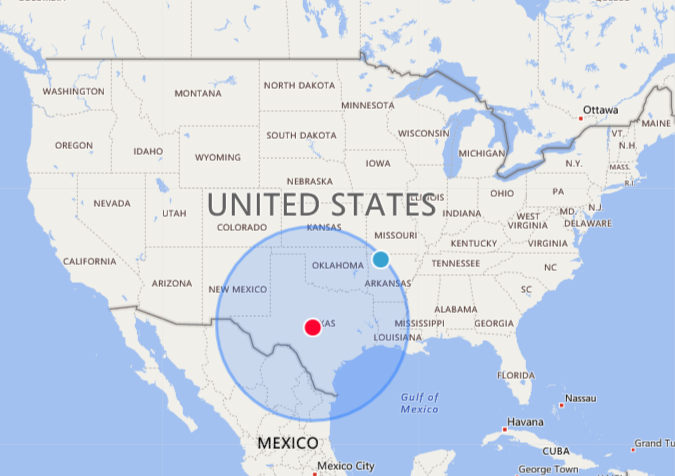 Ottawa
WASHINGTON
MONTANA
NORTH DAKOTA
MINNESOTA
MAINE
VT.
N.H.
OREGON
IDAHO
WYOMING
SOUTH DAKOTA
WISCONSIN
MICHIGAN
N.Y.
MASS.
R.I
IOWA
NEBRASKA
NEVADA
UTAH
UNITED STATES
ILLINOIS
INDIANA
OHIO
PA
N.J.
MD
DELAWARE
WEST
VIRGINIA
COLORADO
KANSAS
MISSOURI
KENTUCKY
VIRGINIA
CALIFORNIA
ARIZONA
NEW MEXICO
OKLAHOMA
ARKANSAS
TENNESSEE
NC
SC
MISSISSIPPI
ALABAMA
GEORGIA
LOUISIANA
FLORIDA
Gulf of
Mexico
Nassau
Havana
MEXICO
Mexico City
CUBA
George Town
Grand Tu